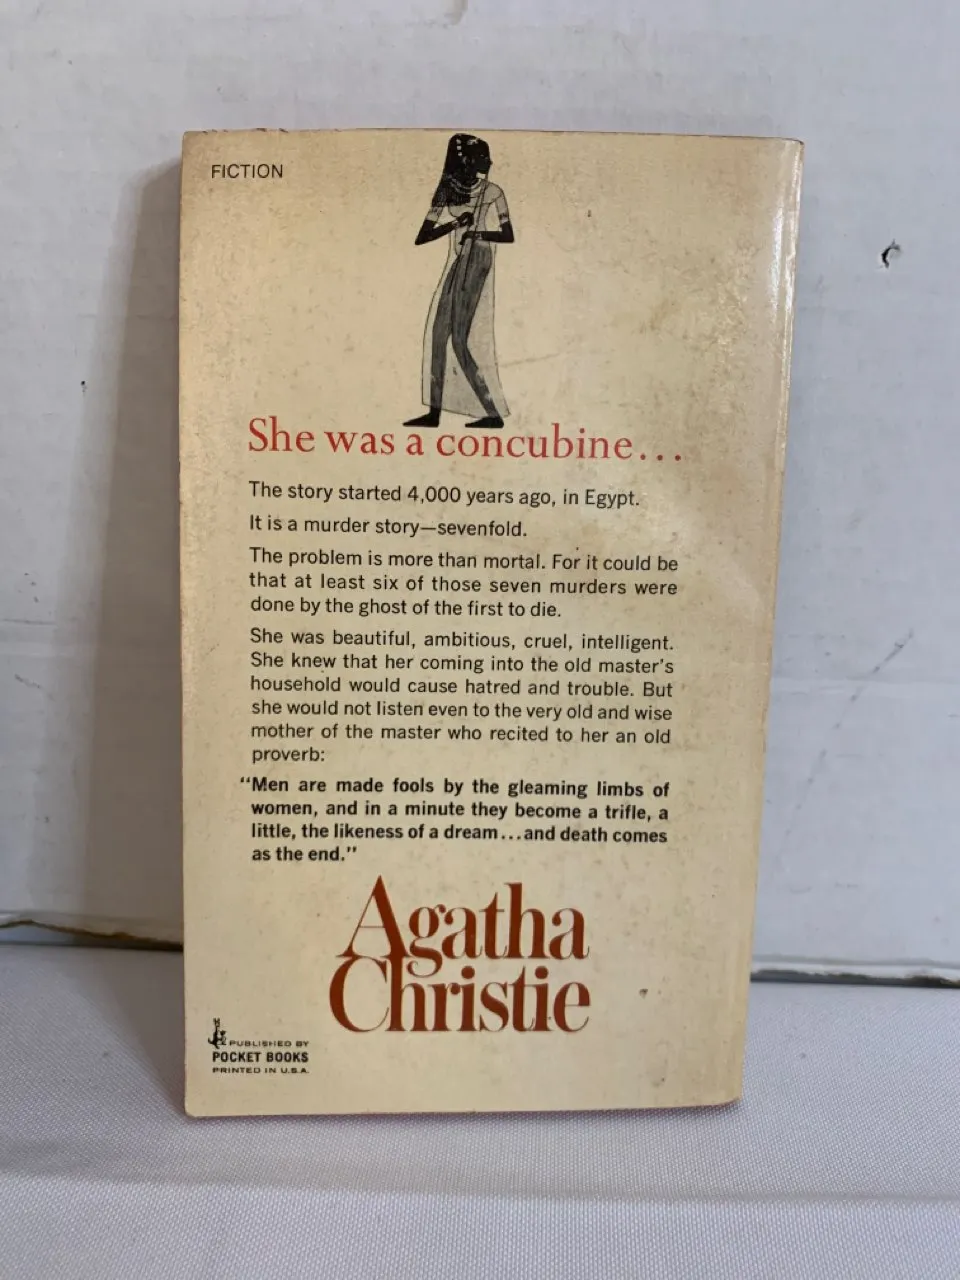 FICTION
She was a concubine...
The story started 4,000 years ago, in Egypt.
It is a murder story—sevenfold.
The problem is more than mortal. For it could be
that at least six of those seven murders were
done by the ghost of the first to die.
She was beautiful, ambitious, cruel, intelligent.
She knew that her coming into the old master's
household would cause hatred and trouble. But
she would not listen even to the very old and wise
mother of the master who recited to her an old
proverb:
"Men are made fools by the gleaming limbs of
women, and in a minute they become a trifle, a
little, the likeness of a dream...and death comes
as the end."
Agatha
Christie
PUBLISHED BY
POCKET BOOKS
PRINTED IN U.S.A.